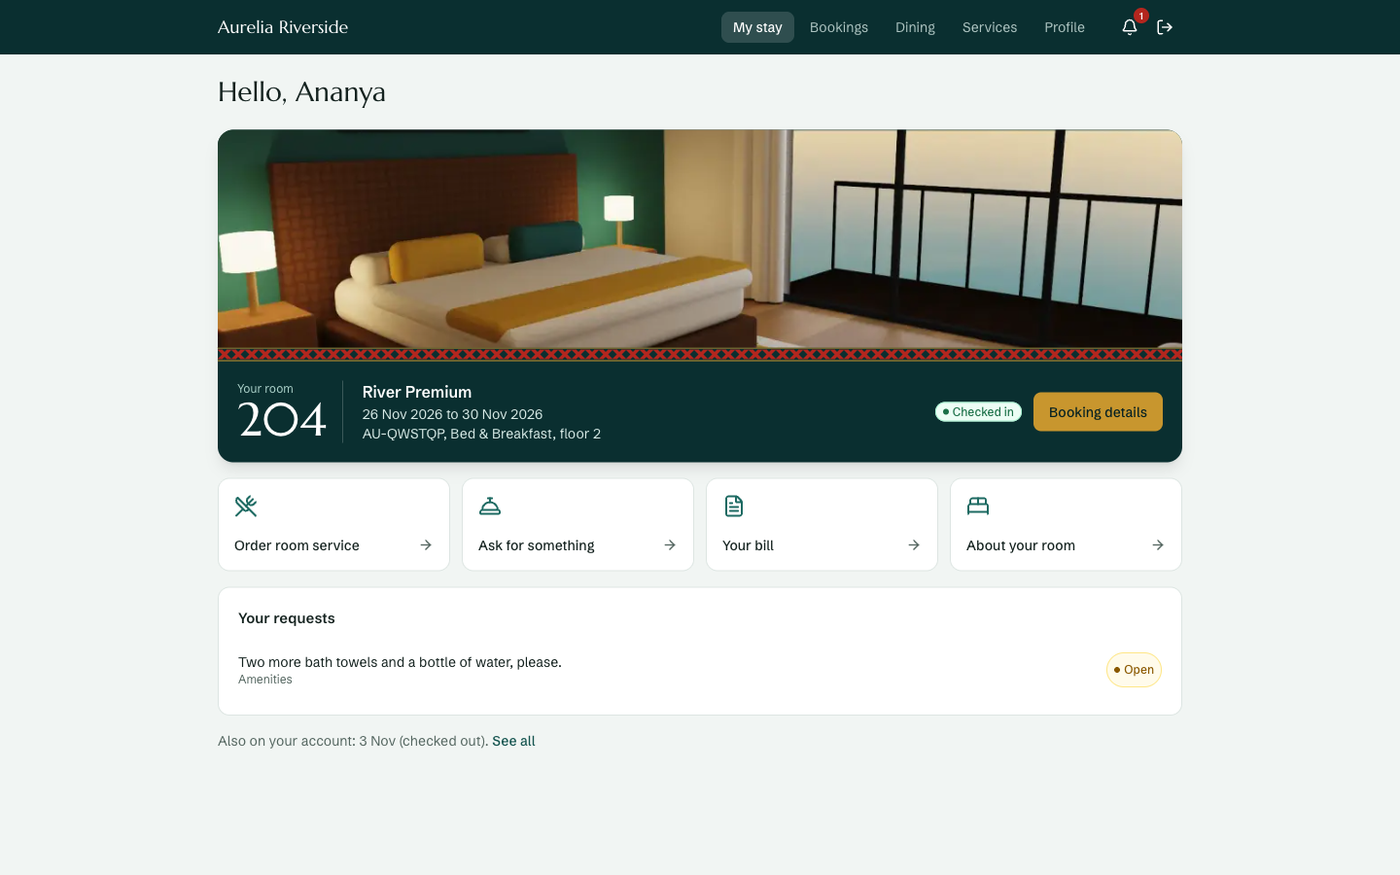 Aurelia Riverside
My stay
Bookings
Dining
Services
Profile
1
Hello, Ananya
Your room
204
River Premium
26 Nov 2026 to 30 Nov 2026
AU-QWSTQP, Bed & Breakfast, floor 2
Checked in
Booking details
Order room service
Ask for something
Your bill
About your room
Your requests
Two more bath towels and a bottle of water, please.
Amenities
Open
Also on your account: 3 Nov (checked out). See all